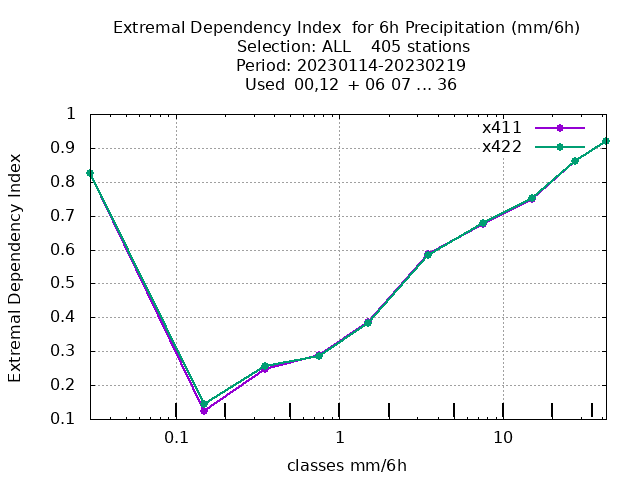 Extremal Dependency Index  for 6h Precipitation (mm/6h)
Selection: ALL    405 stations
Period: 20230114-20230219
Used  00,12  + 06 07 ... 36
x411
x422
1
0.9
0.8
0.7
0.6
0.5
0.4
0.3
0.2
0.1
Extremal Dependency Index
0.1 1 10
classes mm/6h